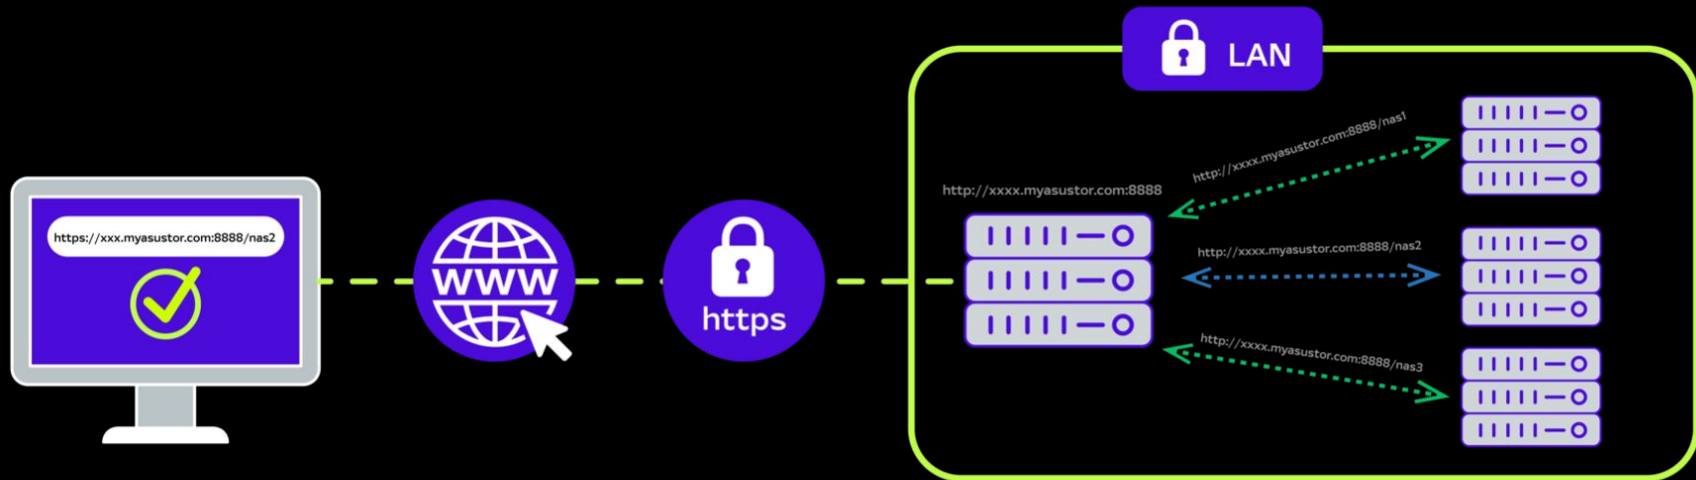 LAN
https://xxx.myasustor.com:8888/nas2
WWW
https
http://xxxx.myasustor.com:8888
http://xxxx.myasustor.com:8888/nas1
http://xxxx.myasustor.com:8888/nas2
http://xxxx.myasustor.com:8888/nas3